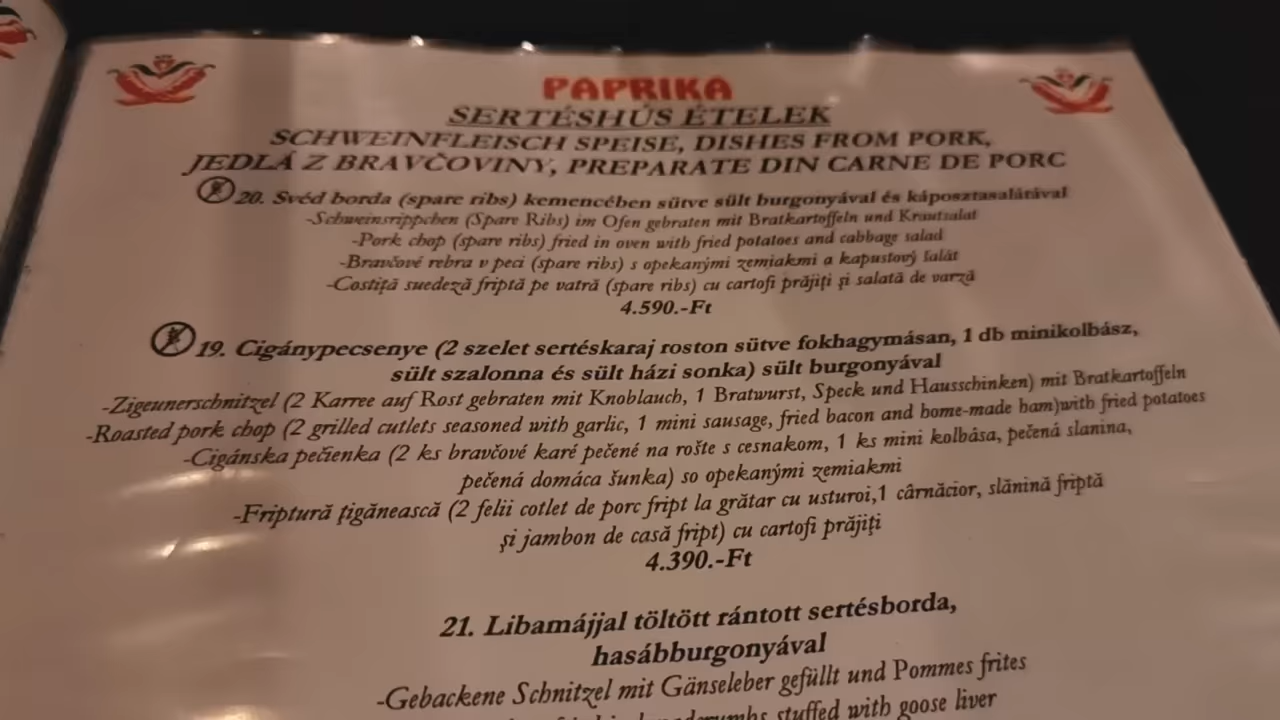 PAPRIKA
SERTÉSHÚS ÉTELEK
SCHWEINFLEISCH SPEISE, DISHES FROM PORK,
JEDLÁ Z BRAVČOVINY, PREPARATE DIN CARNE DE PORC
20. Svéd borda (spare ribs) kemencében sütve sült burgonyával és káposztasalátával
-Schweinsrippchen (Spare Ribs) im Ofen gebraten mit Bratkartoffeln und Krautsalat
-Pork chop (spare ribs) fried in oven with fried potatoes and cabbage salad
-Bravčové rebra v peci (spare ribs) s opekanými zemiakmi a kapustový šalát
-Costiță suedeză friptă pe vatră (spare ribs) cu cartofi prăjiți și salată de varză
4.590.-Ft
19. Cigánypecsenye (2 szelet sertéskaraj roston sütve fokhagymásan, 1 db minikolbász,
sült szalonna és sült házi sonka) sült burgonyával
-Zigeunerschnitzel (2 Karree auf Rost gebraten mit Knoblauch, 1 Bratwurst, Speck und Hausschinken) mit Bratkartoffeln
-Roasted pork chop (2 grilled cutlets seasoned with garlic, 1 mini sausage, fried bacon and home-made ham)with fried potatoes
-Cigánska pečienka (2 ks bravčové karé pečené na rošte s cesnakom, 1 ks mini kolbása, pečená slanina,
pečená domáca šunka) so opekanými zemiakmi
-Friptură țigănească (2 felii cotlet de porc fript la grătar cu usturoi,1 cârnăcior, slănină friptă
și jambon de casă fript) cu cartofi prăjiți
4.390.-Ft
21. Libamájjal töltött rántott sertésborda,
hasábburgonyával
-Gebackene Schnitzel mit Gänseleber gefüllt und Pommes frites
stuffed with goose liver